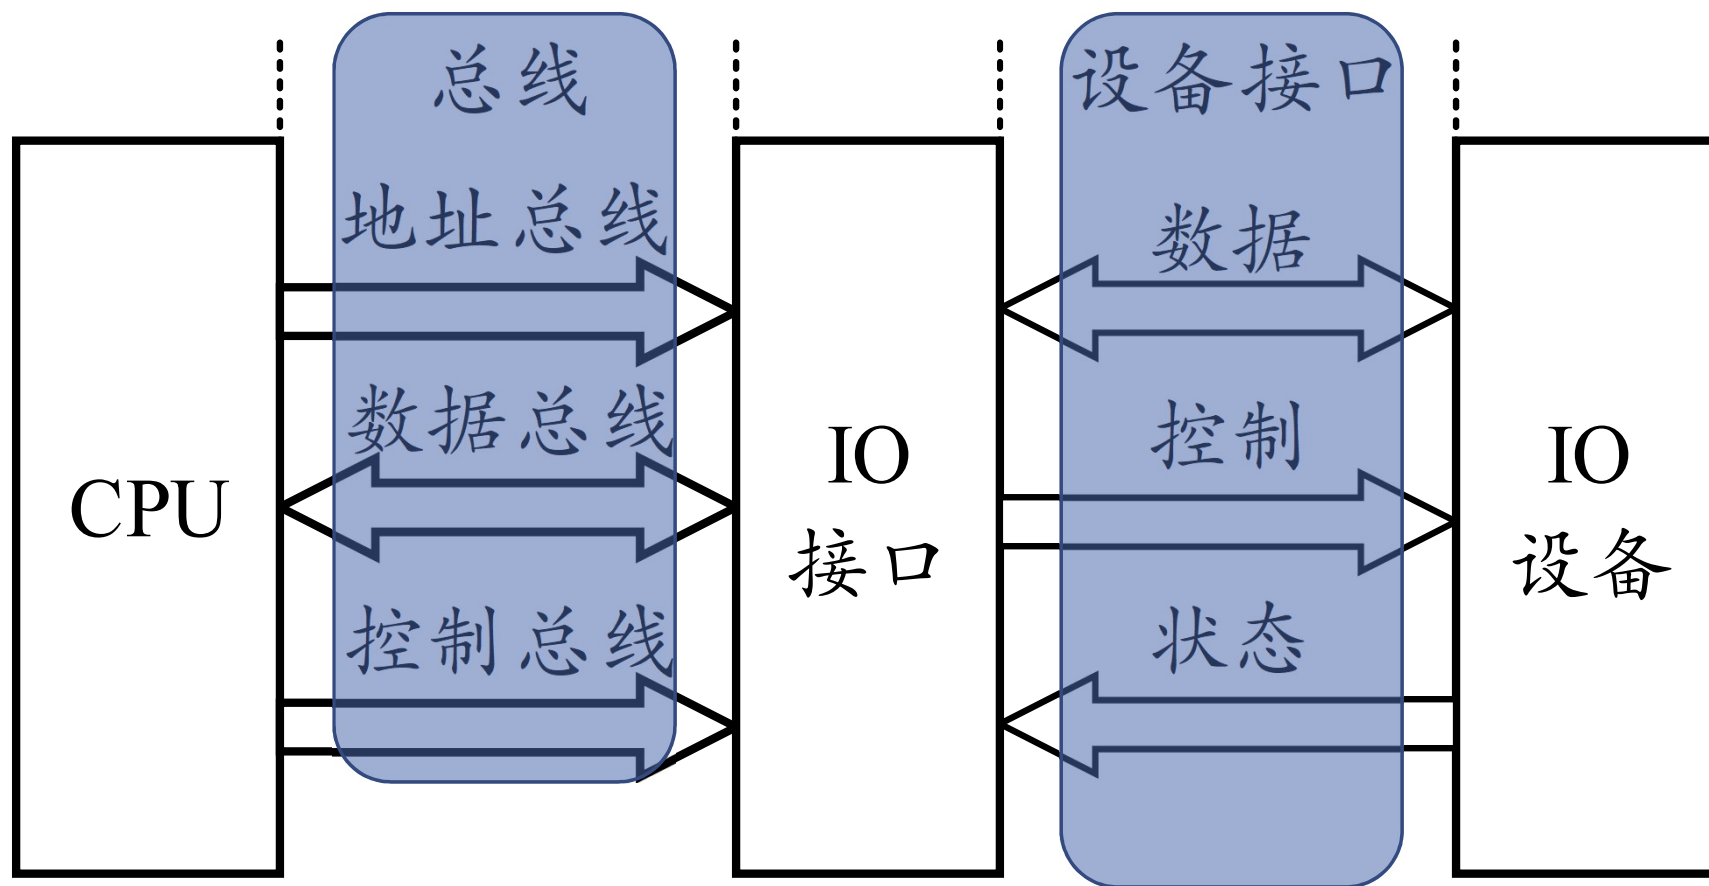 总线
地址总线
数据总线
控制总线
设备接口
数据
控制
状态
CPU
IO
接口
IO
设备